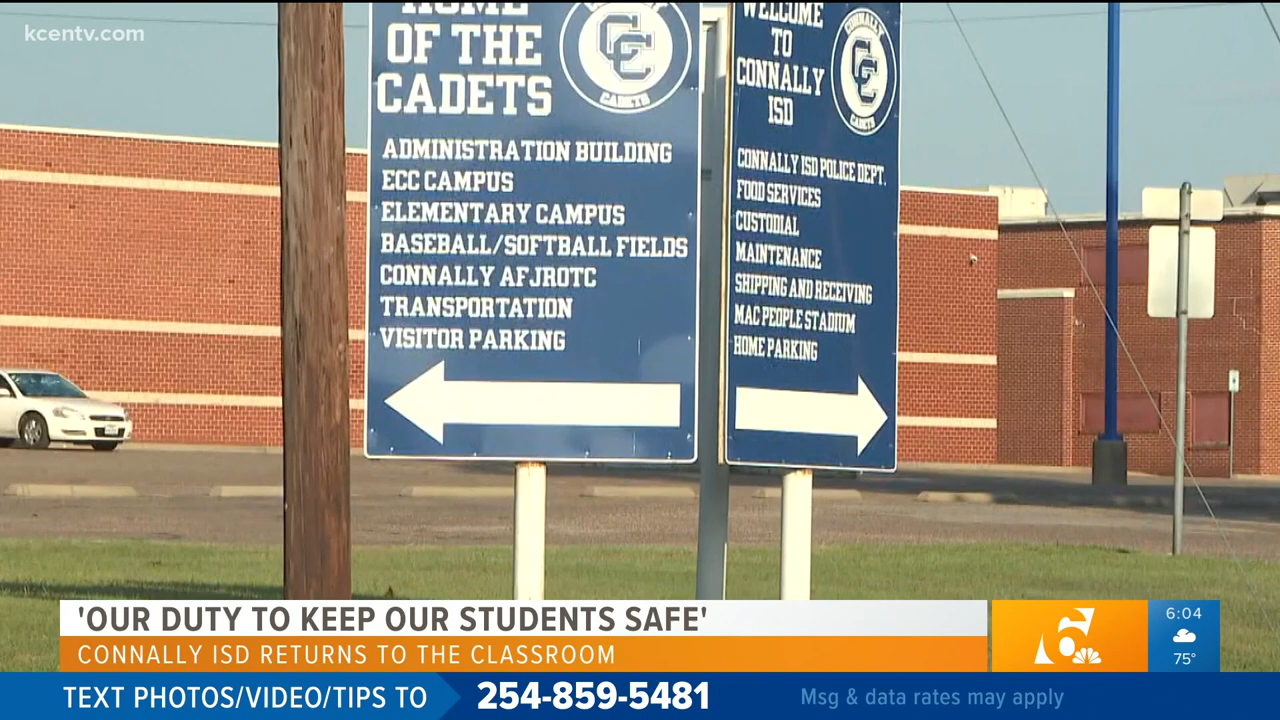 kcentv.com
HOME
OF THE
CADETS
CC
CADETS
ADMINISTRATION BUILDING
ECC CAMPUS
ELEMENTARY CAMPUS
BASEBALL/SOFTBALL FIELDS
CONNALLY AFJROTC
TRANSPORTATION
VISITOR PARKING
WELCOME
TO
CONNALLY
ISD
CONNALLY
CC
CADETS
CONNALLY ISD POLICE DEPT.
FOOD SERVICES
CUSTODIAL
MAINTENANCE
SHIPPING AND RECEIVING
MAC PEOPLE STADIUM
HOME PARKING
'OUR DUTY TO KEEP OUR STUDENTS SAFE'
CONNALLY ISD RETURNS TO THE CLASSROOM
6
6:04
75°
TEXT PHOTOS/VIDEO/TIPS TO
254-859-5481
Msg & data rates may apply